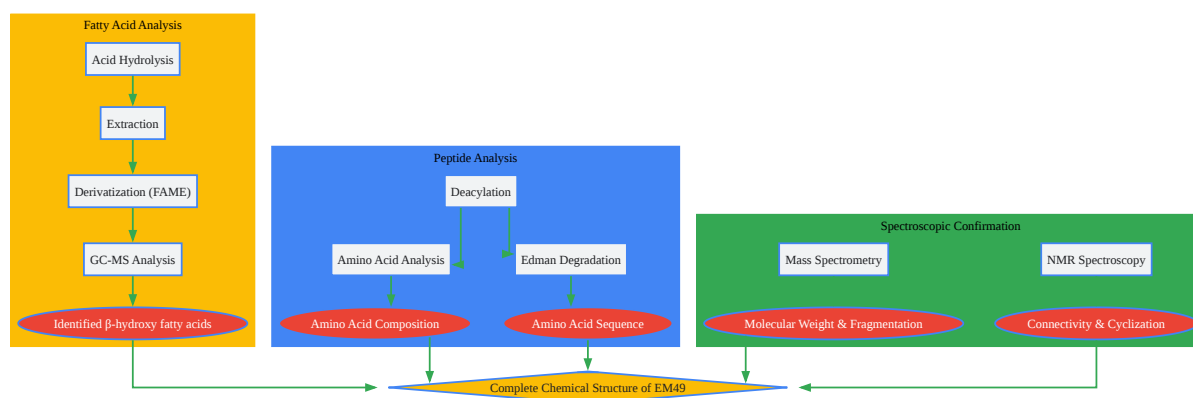 Fatty Acid Analysis
Acid Hydrolysis
Extraction
Derivatization (FAME)
GC-MS Analysis
Identified β-hydroxy fatty acids
Peptide Analysis
Deacylation
Amino Acid Analysis
Edman Degradation
Amino Acid Composition
Amino Acid Sequence
Spectroscopic Confirmation
Mass Spectrometry
NMR Spectroscopy
Molecular Weight & Fragmentation
Connectivity & Cyclization
Complete Chemical Structure of EM49